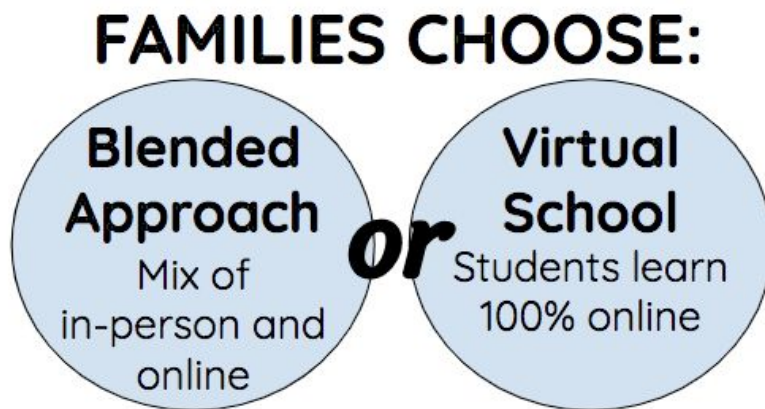 FAMILIES CHOOSE:
Blended
Approach
Mix of
in-person and
online
or
Virtual
School
Students learn
100% online